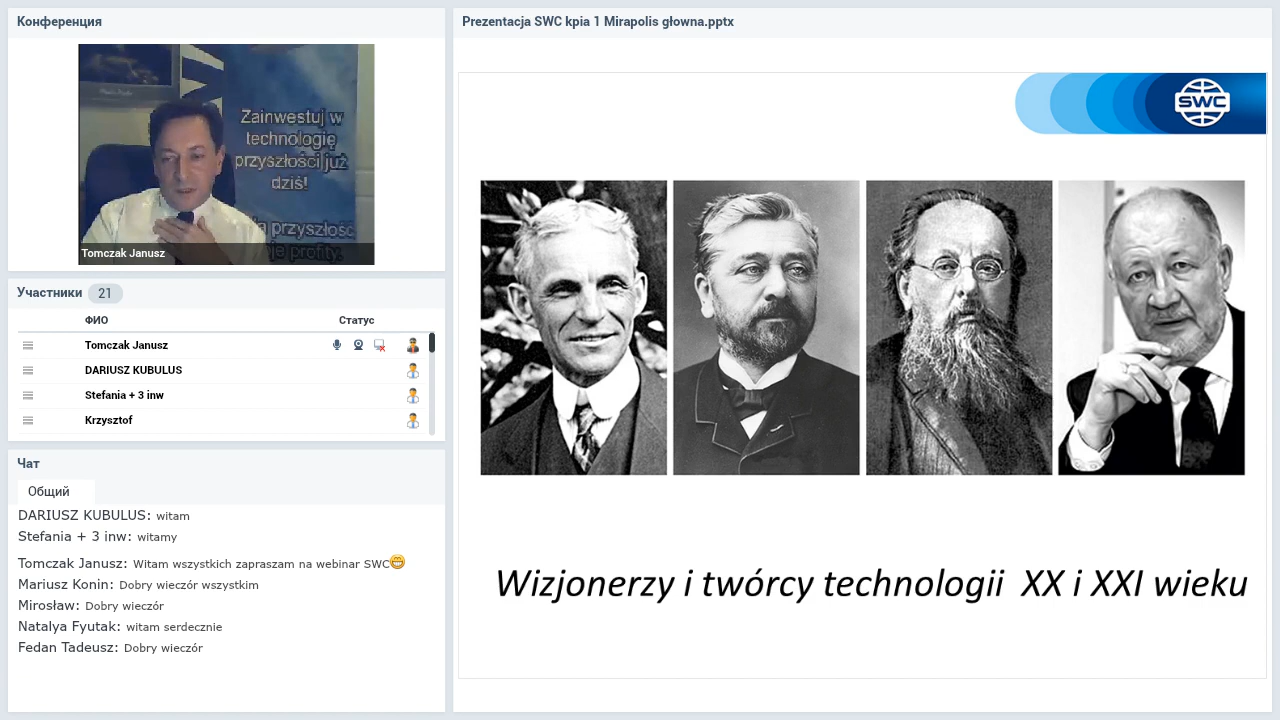 Конференция
Zainwestuj w
technologię
przyszłości już
dziś!
przyszłość
profity.
Tomczak Janusz
Участники 21
ФИО Статус
Tomczak Janusz
DARIUSZ KUBULUS
Stefania + 3 inw
Krzysztof
Чат
Общий
DARIUSZ KUBULUS: witam
Stefania + 3 inw: witamy
Tomczak Janusz: Witam wszystkich zapraszam na webinar SWC
Mariusz Konin: Dobry wieczór wszystkim
Mirosław: Dobry wieczór
Natalya Fyutak: witam serdecznie
Fedan Tadeusz: Dobry wieczór
Prezentacja SWC kpia 1 Mirapolis głowna.pptx
SWC
Wizjonerzy i twórcy technologii XX i XXI wieku